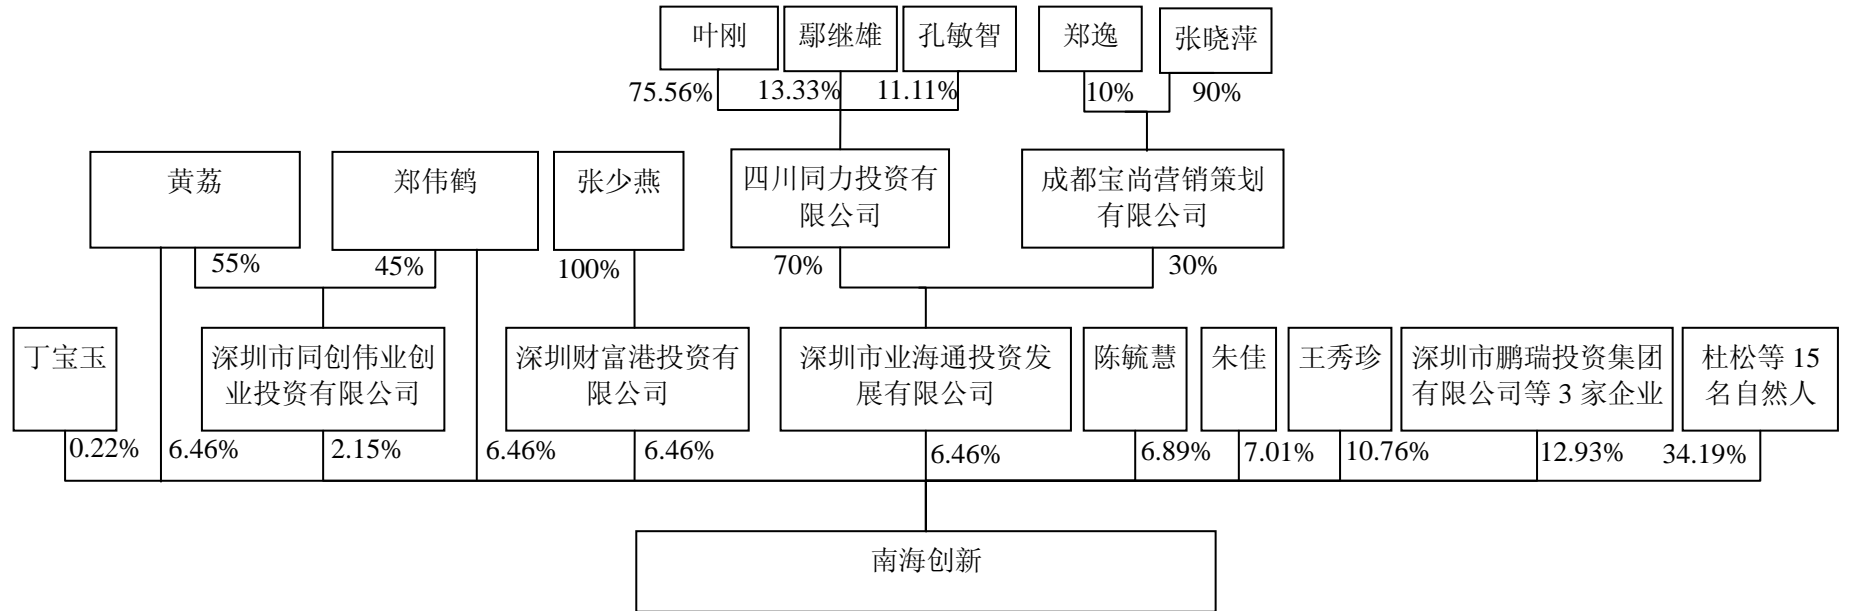 叶刚
鄢继雄
孔敏智
郑逸
张晓萍
75.56%
13.33%
11.11%
10%
90%
黄荔
郑伟鹤
张少燕
四川同力投资有
限公司
成都宝尚营销策划
有限公司
55%
45%
100%
70%
30%
丁宝玉
深圳市同创伟业创
业投资有限公司
深圳财富港投资有
限公司
深圳市业海通投资发
展有限公司
陈毓慧
朱佳
王秀珍
深圳市鹏瑞投资集团
有限公司等 3 家企业
杜松等 15
名自然人
0.22%
6.46%
2.15%
6.46%
6.46%
6.46%
6.89%
7.01%
10.76%
12.93%
34.19%
南海创新